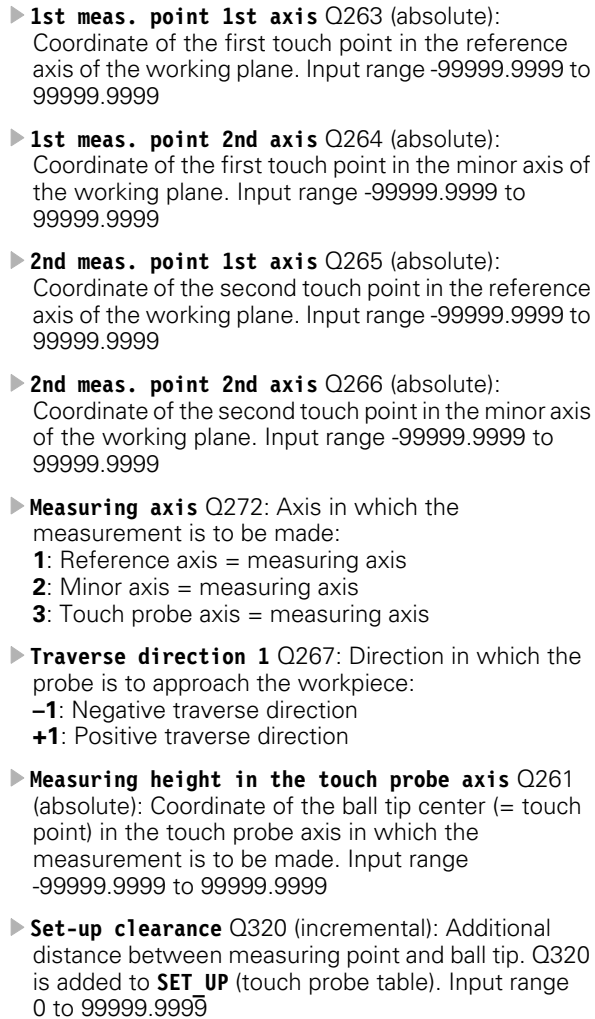 1st meas. point 1st axis Q263 (absolute):
Coordinate of the first touch point in the reference
axis of the working plane. Input range -99999.9999 to
99999.9999
1st meas. point 2nd axis Q264 (absolute):
Coordinate of the first touch point in the minor axis of
the working plane. Input range -99999.9999 to
99999.9999
2nd meas. point 1st axis Q265 (absolute):
Coordinate of the second touch point in the reference
axis of the working plane. Input range -99999.9999 to
99999.9999
2nd meas. point 2nd axis Q266 (absolute):
Coordinate of the second touch point in the minor axis
of the working plane. Input range -99999.9999 to
99999.9999
Measuring axis Q272: Axis in which the
measurement is to be made:
1: Reference axis = measuring axis
2: Minor axis = measuring axis
3: Touch probe axis = measuring axis
Traverse direction 1 Q267: Direction in which the
probe is to approach the workpiece:
–1: Negative traverse direction
+1: Positive traverse direction
Measuring height in the touch probe axis Q261
(absolute): Coordinate of the ball tip center (= touch
point) in the touch probe axis in which the
measurement is to be made. Input range
-99999.9999 to 99999.9999
Set-up clearance Q320 (incremental): Additional
distance between measuring point and ball tip. Q320
is added to SET_UP (touch probe table). Input range
0 to 99999.9999